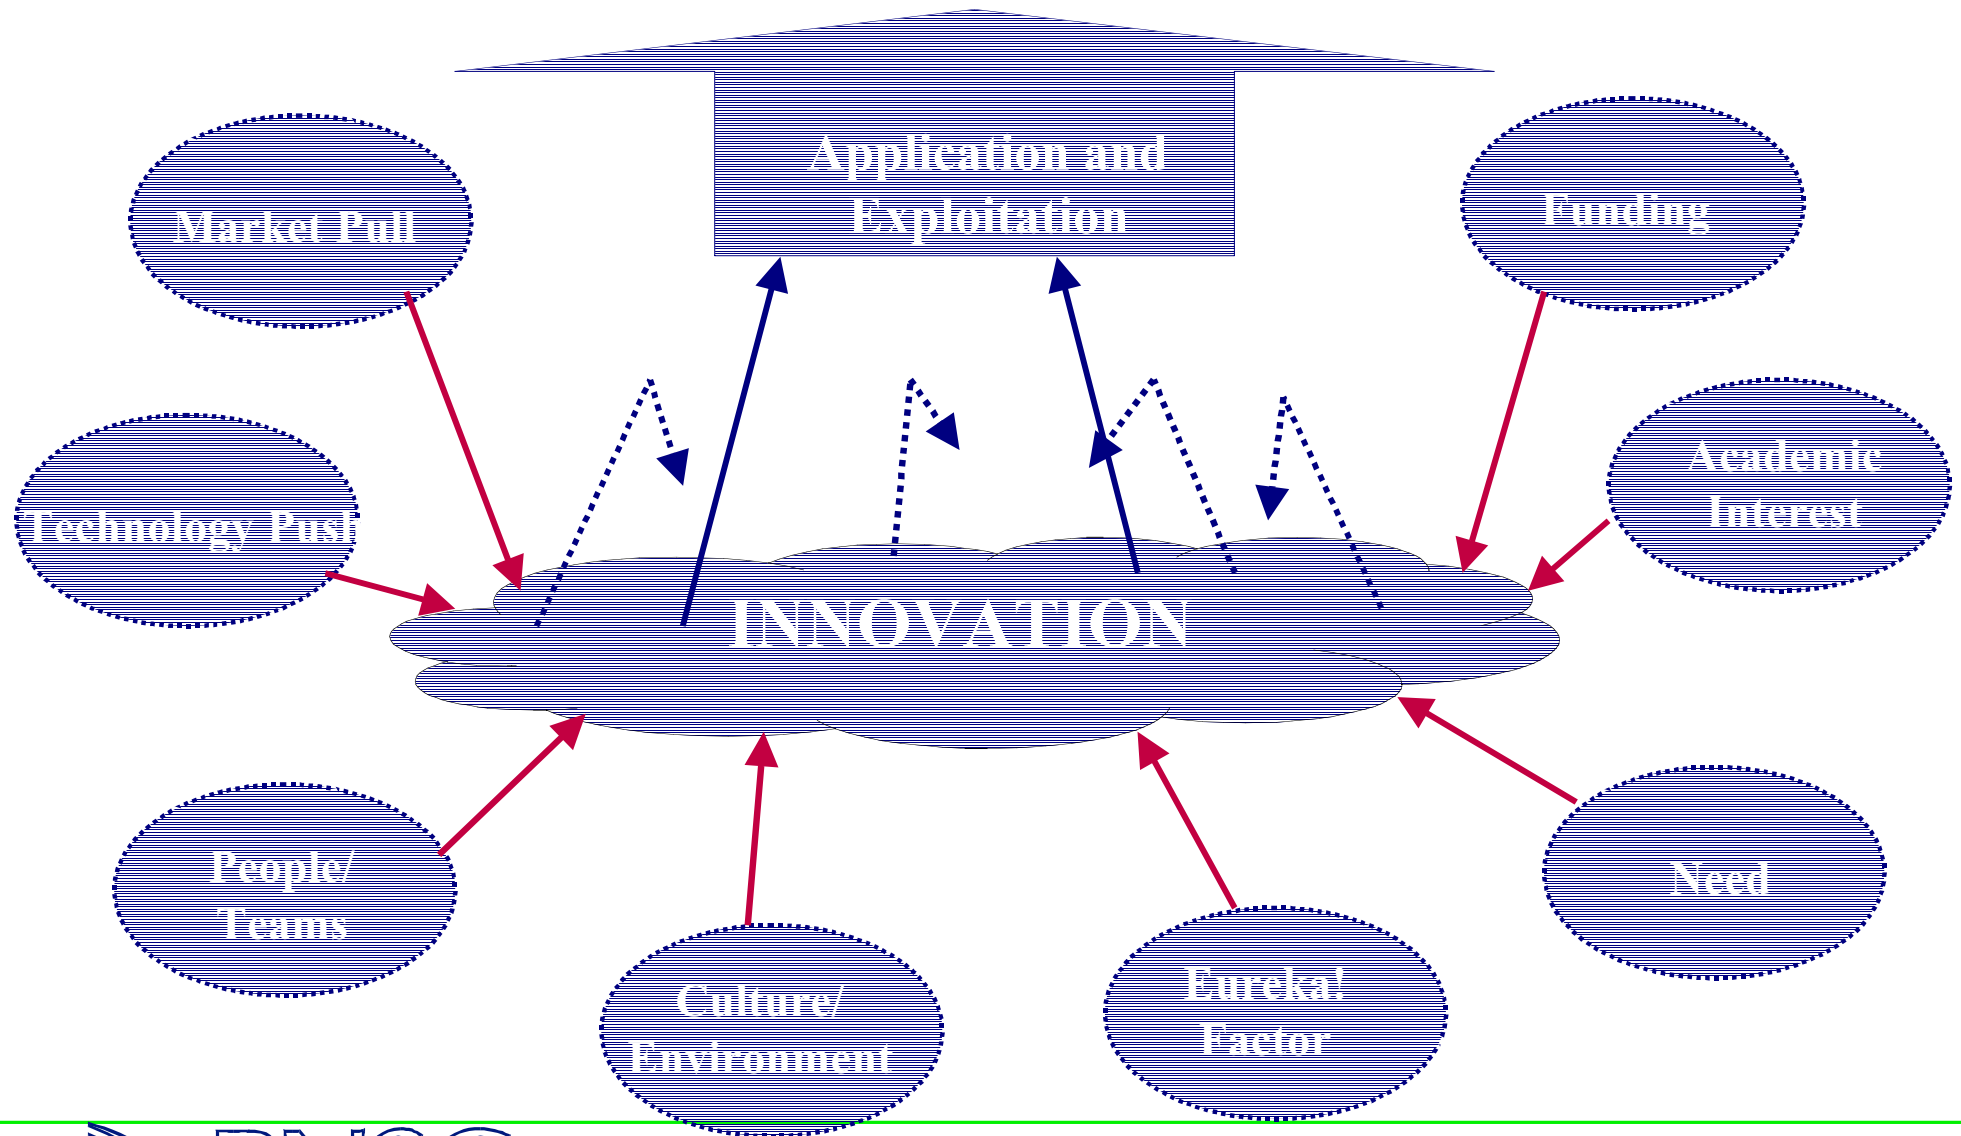 Application and
Exploitation
Market Pull
Funding
Technology Push
Academic
Interest
INNOVATION
People/
Teams
Need
Culture/
Environment
Eureka!
Factor